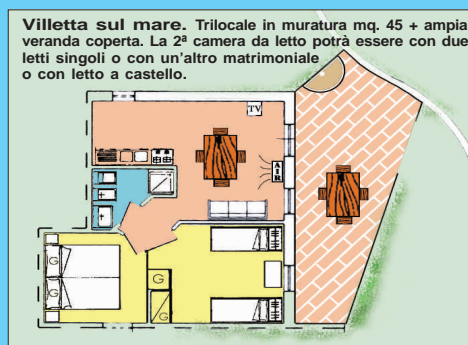 Villetta sul mare. Trilocale in muratura mq. 45 + ampia
veranda coperta. La 2ª camera da letto potrà essere con due
letti singoli o con un'altro matrimoniale
o con letto a castello.
TV
AIR
G
G
G